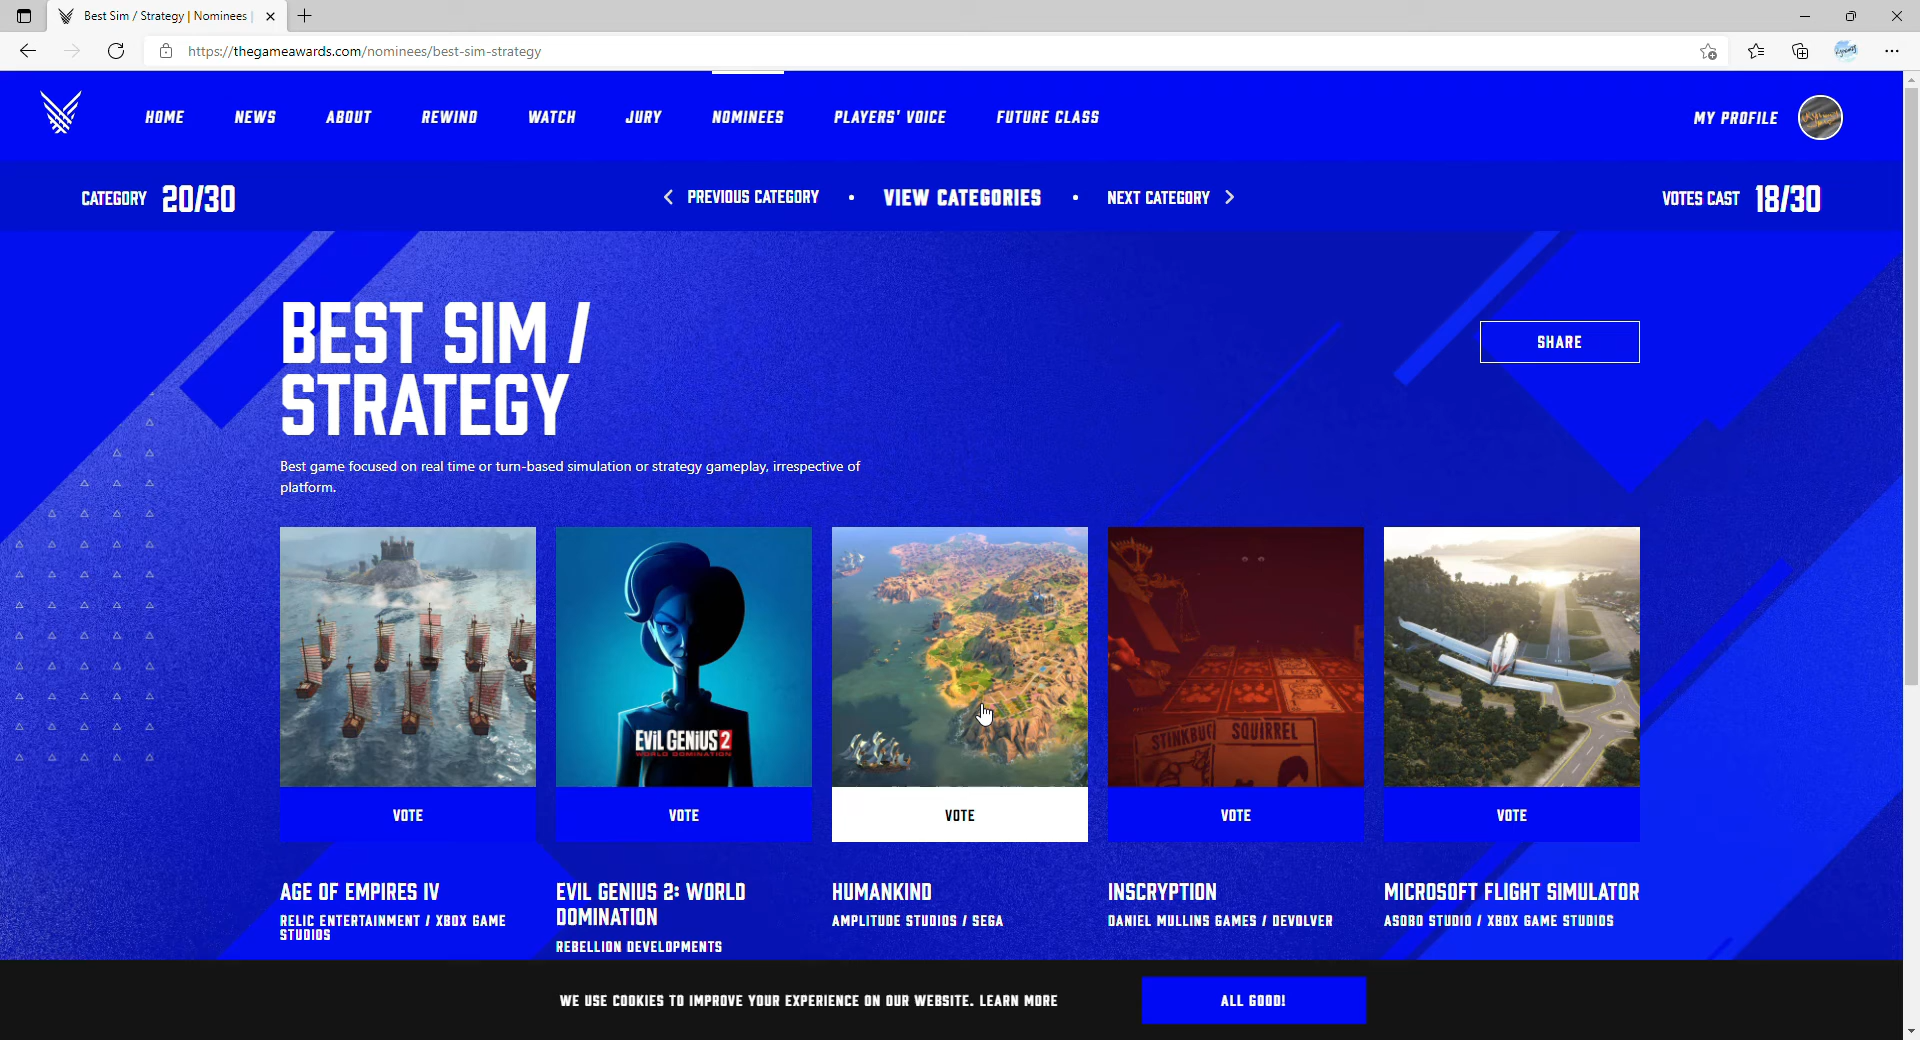 Best Sim / Strategy | Nominees |
https://thegameawards.com/nominees/best-sim-strategy
HOME NEWS ABOUT REWIND WATCH JURY NOMINEES PLAYERS' VOICE FUTURE CLASS MY PROFILE
CATEGORY 20/30 PREVIOUS CATEGORY • VIEW CATEGORIES • NEXT CATEGORY VOTES CAST 18/30
BEST SIM /
STRATEGY
SHARE
Best game focused on real time or turn-based simulation or strategy gameplay, irrespective of
platform.
EVIL GENIUS 2
WORLD DOMINATION
SQUIRREL
VOTE VOTE VOTE VOTE VOTE
AGE OF EMPIRES IV
RELIC ENTERTAINMENT / XBOX GAME
STUDIOS
EVIL GENIUS 2: WORLD
DOMINATION
REBELLION DEVELOPMENTS
HUMANKIND
AMPLITUDE STUDIOS / SEGA
INSCRYPTION
DANIEL MULLINS GAMES / DEVOLVER
MICROSOFT FLIGHT SIMULATOR
ASOBO STUDIO / XBOX GAME STUDIOS
WE USE COOKIES TO IMPROVE YOUR EXPERIENCE ON OUR WEBSITE. LEARN MORE
ALL GOOD!